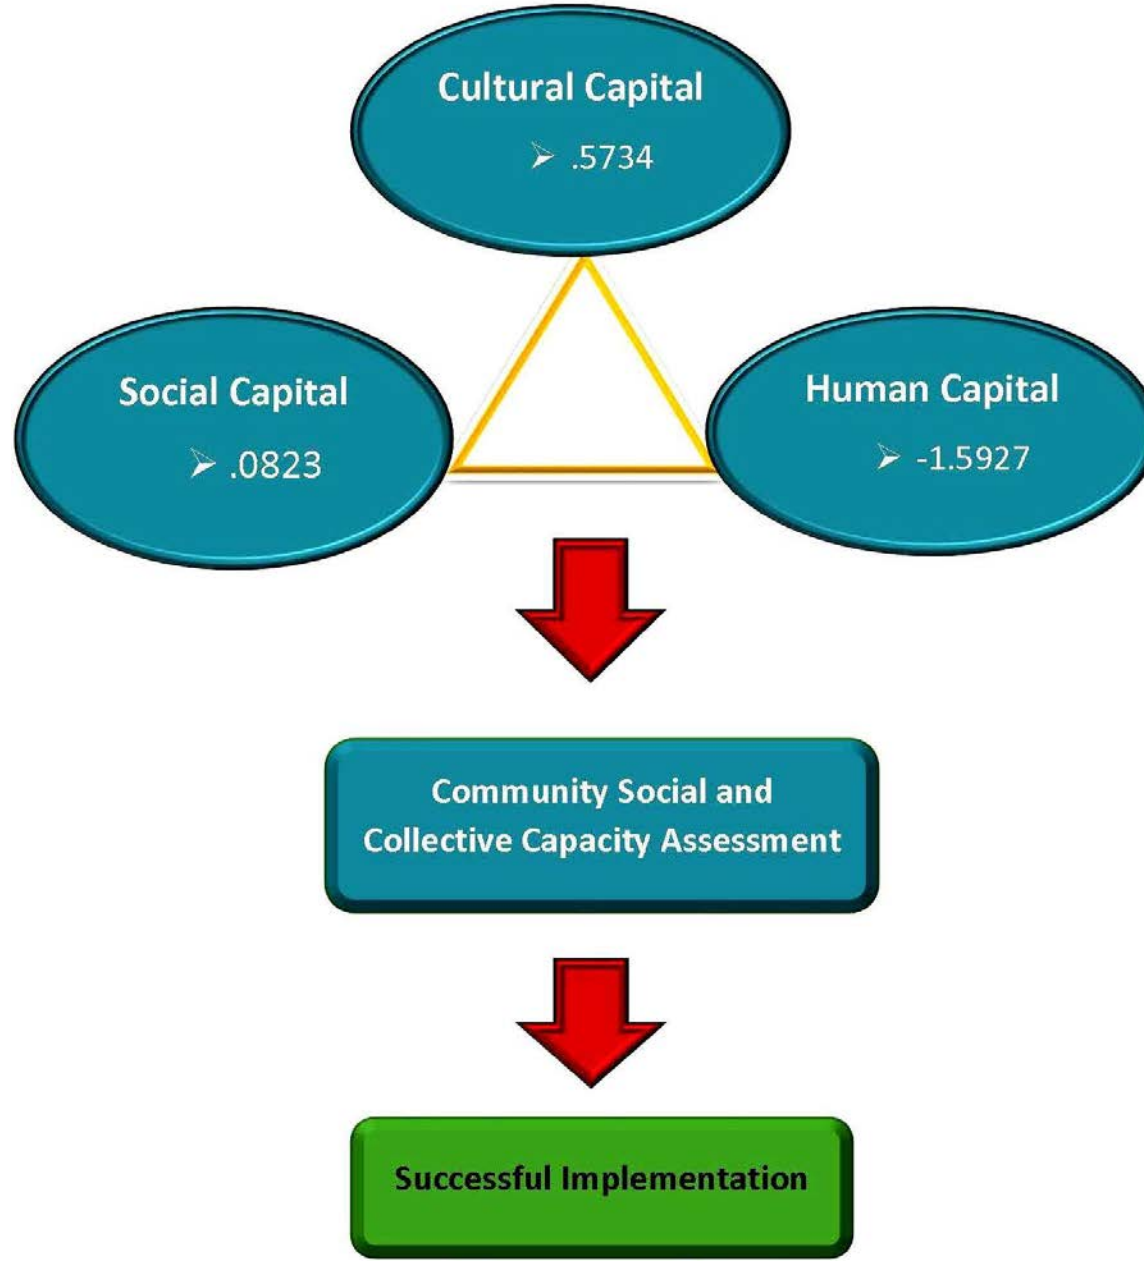 Cultural Capital
➢ .5734
Social Capital
➢ .0823
Human Capital
➢ -1.5927
Community Social and
Collective Capacity Assessment
Successful Implementation